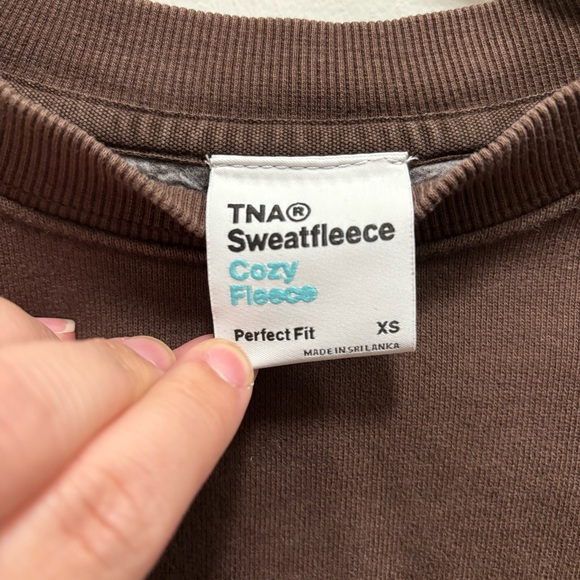 TNA®
Sweatfleece
Cozy
Fleece
Perfect Fit XS
MADE IN SRI LANKA